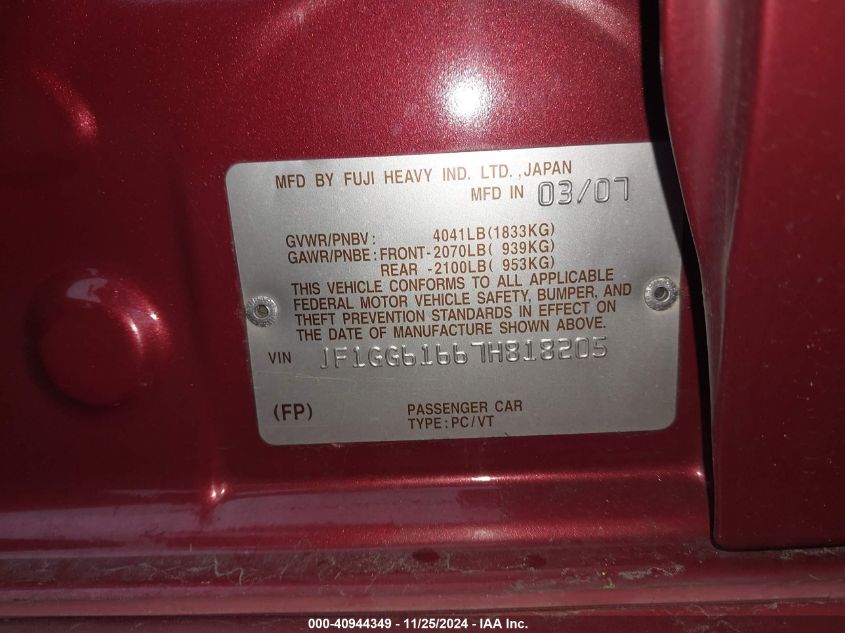 MFD BY FUJI HEAVY IND. LTD.,JAPAN
MFD IN 03/07
GVWR/PNBV: 4041LB(1833KG)
GAWR/PNBE:FRONT-2070LB( 939KG)
REAR -2100LB( 953KG)
THIS VEHICLE CONFORMS TO ALL APPLICABLE
FEDERAL MOTOR VEHICLE SAFETY, BUMPER, AND
THEFT PREVENTION STANDARDS IN EFFECT ON
THE DATE OF MANUFACTURE SHOWN ABOVE.
VIN JF1GG61667H818205
(FP) PASSENGER CAR
TYPE:PC/VT
000-40944349 - 11/25/2024 - IAA Inc.